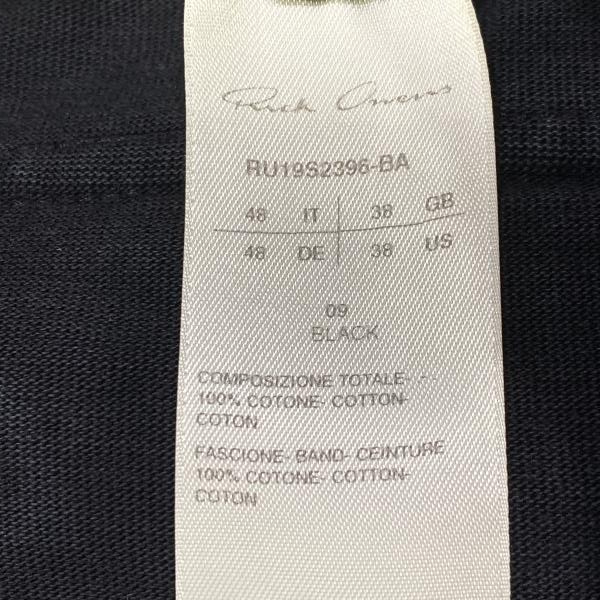 Rick Owens
RU19S2396-BA
48 IT 38 GB
48 DE 38 US
09
BLACK
COMPOSIZIONE TOTALE- - -
100% COTONE- COTTON-
COTON
FASCIONE- BAND- CEINTURE
100% COTONE- COTTON-
COTON